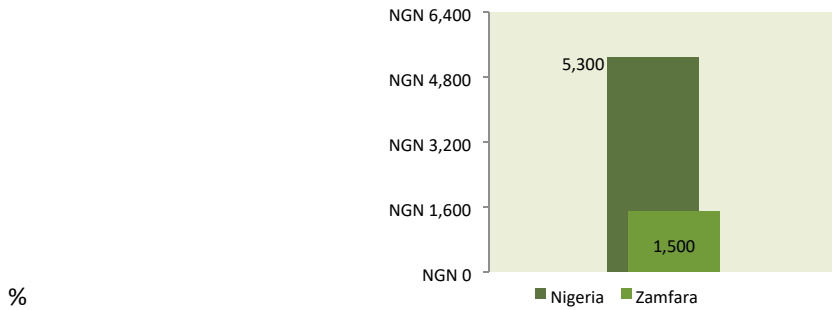 NGN 6,400
5,300
NGN 4,800
NGN 3,200
NGN 1,600
1,500
NGN 0
%
Nigeria Zamfara